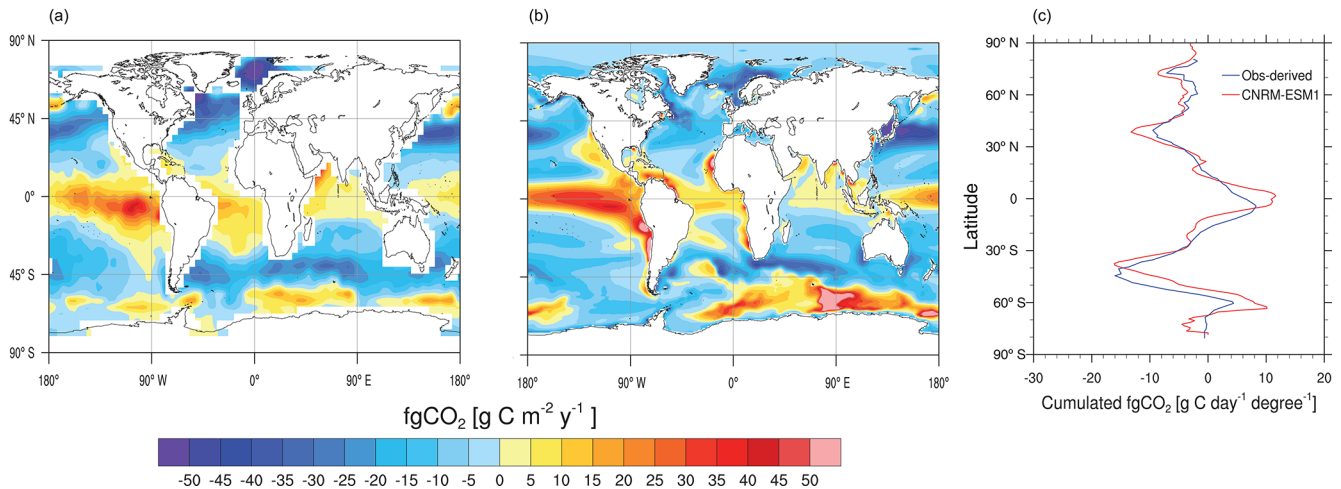 (a)
90° N
45° N
0°
45° S
90° S
180° 90° W 0° 90° E 180°
(b)
180° 90° W 0° 90° E 180°
fgCO2 [g C m-2 y-1 ]
-50 -45 -40 -35 -30 -25 -20 -15 -10 -5 0 5 10 15 20 25 30 35 40 45 50
(c)
Latitude
90° N
60° N
30° N
0
30° S
60° S
90° S
Obs-derived
CNRM-ESM1
-30 -20 -10 0 10 20
Cumulated fgCO2 [g C day-1 degree-1]